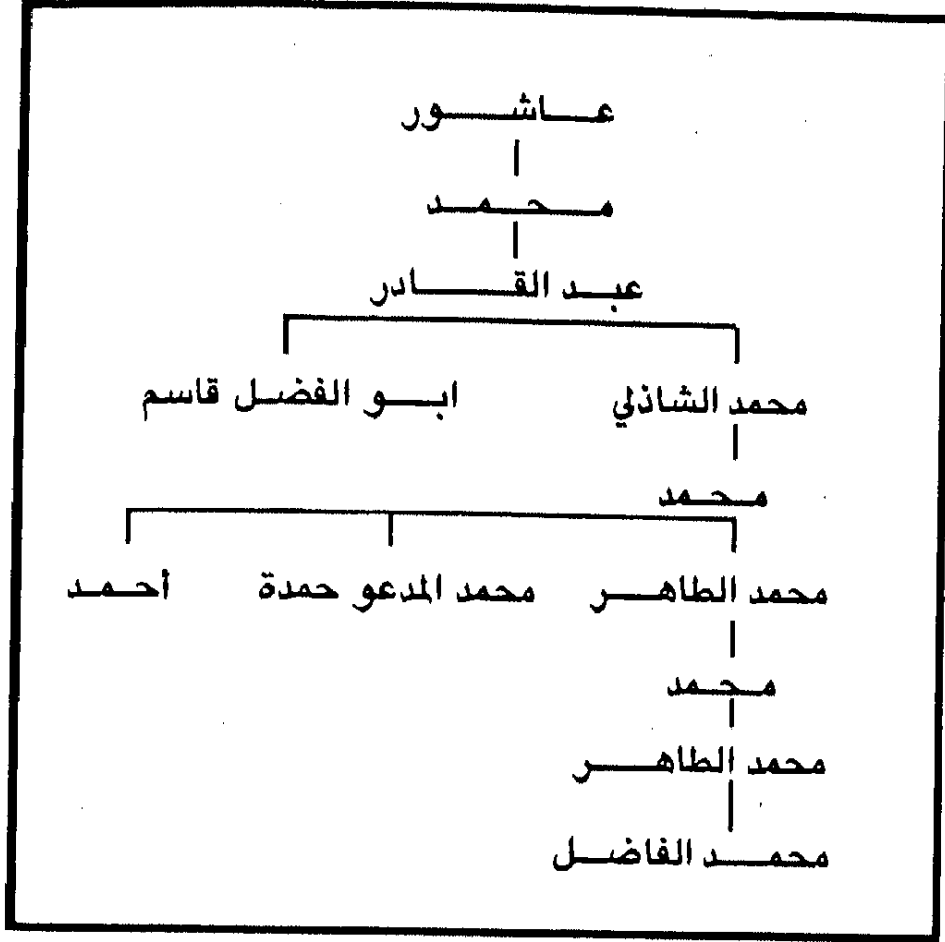 عاشور
محمد
عبد القادر
محمد الشاذلي ابو الفضل قاسم
محمد
محمد الطاهر محمد المدعو حمدة أحمد
محمد
محمد الطاهر
محمد الفاضل